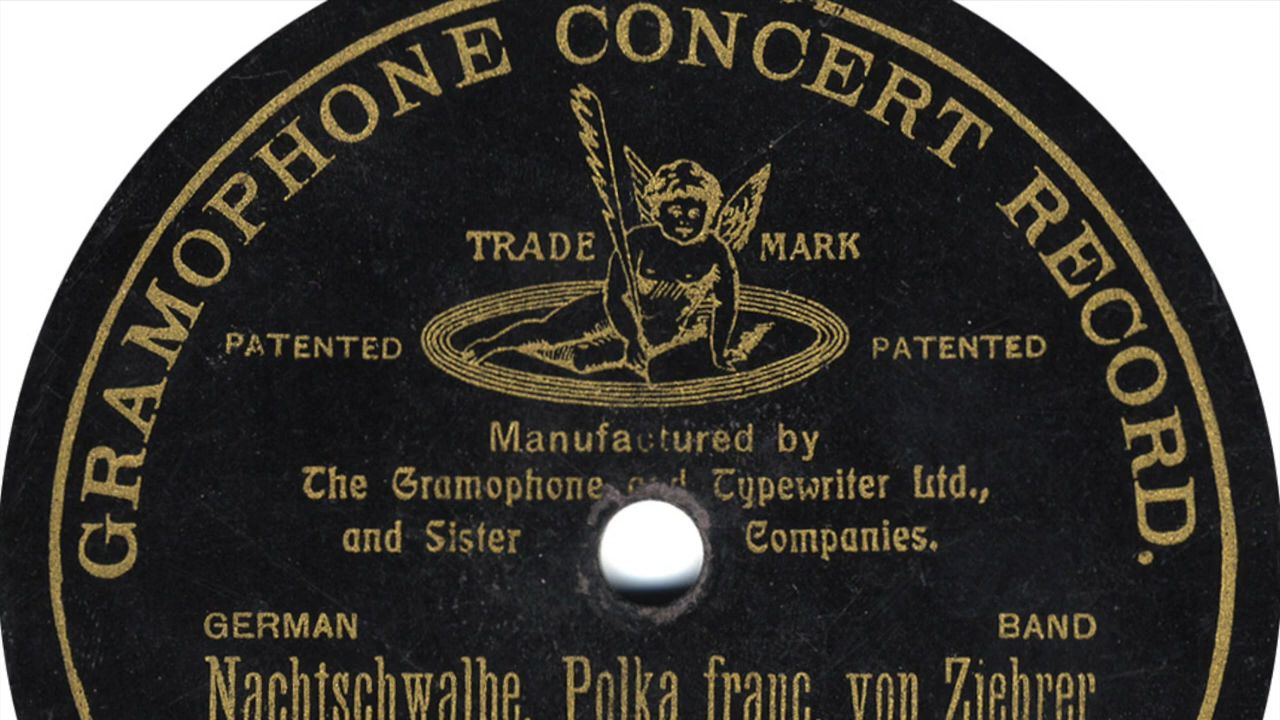 GRAMOPHONE CONCERT RECORD.
TRADE MARK
PATENTED PATENTED
Manufactured by
The Gramophone and Typewriter Ltd.,
and Sister Companies.
GERMAN BAND
Nachtschwalbe, Polka franc. von Ziehrer